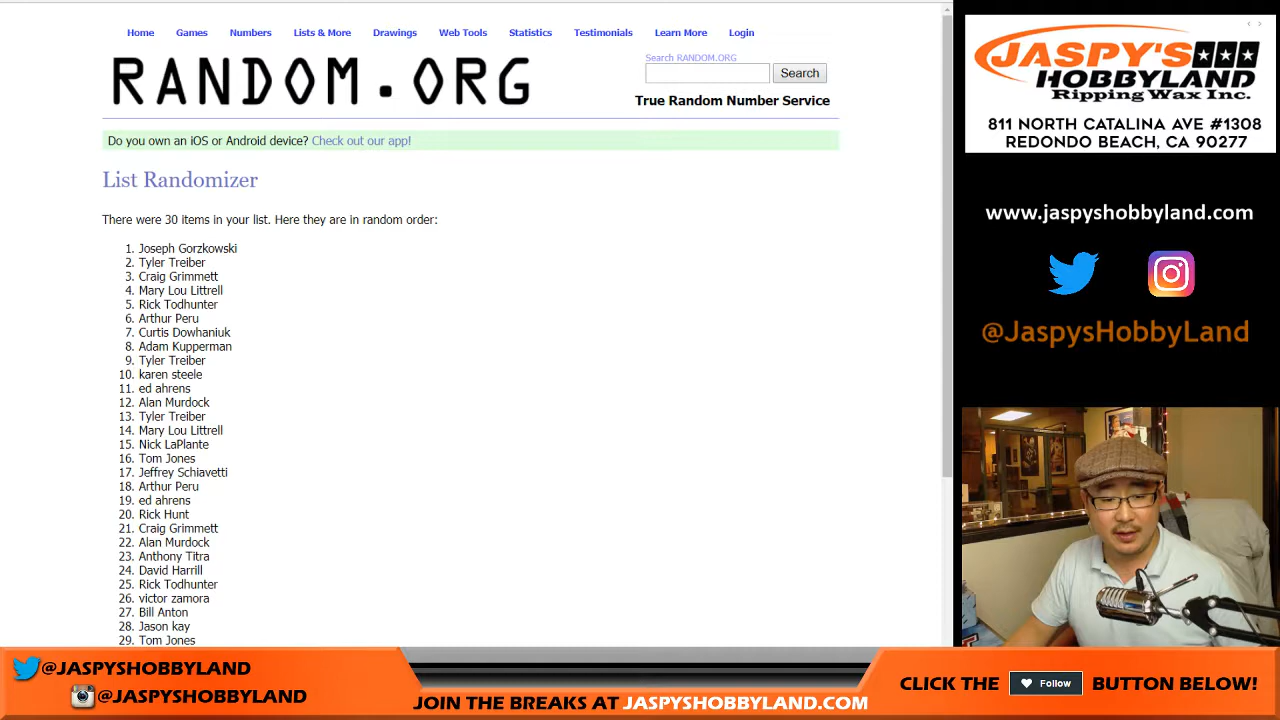 Home Games Numbers Lists & More Drawings Web Tools Statistics Testimonials Learn More Login
RANDOM.ORG
Search RANDOM.ORG
Search
True Random Number Service
Do you own an iOS or Android device? Check out our app!
List Randomizer
There were 30 items in your list. Here they are in random order:
1. Joseph Gorzkowski
2. Tyler Treiber
3. Craig Grimmett
4. Mary Lou Littrell
5. Rick Todhunter
6. Arthur Peru
7. Curtis Dowhaniuk
8. Adam Kupperman
9. Tyler Treiber
10. karen steele
11. ed ahrens
12. Alan Murdock
13. Tyler Treiber
14. Mary Lou Littrell
15. Nick LaPlante
16. Tom Jones
17. Jeffrey Schiavetti
18. Arthur Peru
19. ed ahrens
20. Rick Hunt
21. Craig Grimmett
22. Alan Murdock
23. Anthony Titra
24. David Harrill
25. Rick Todhunter
26. victor zamora
27. Bill Anton
28. Jason kay
29. Tom Jones
JASPY'S
HOBBYLAND
Ripping Wax Inc.
811 NORTH CATALINA AVE #1308
REDONDO BEACH, CA 90277
www.jaspyshobbyland.com
@JaspysHobbyLand
@JASPYSHOBBYLAND
@JASPYSHOBBYLAND
JOIN THE BREAKS AT JASPYSHOBBYLAND.COM
CLICK THE Follow BUTTON BELOW!